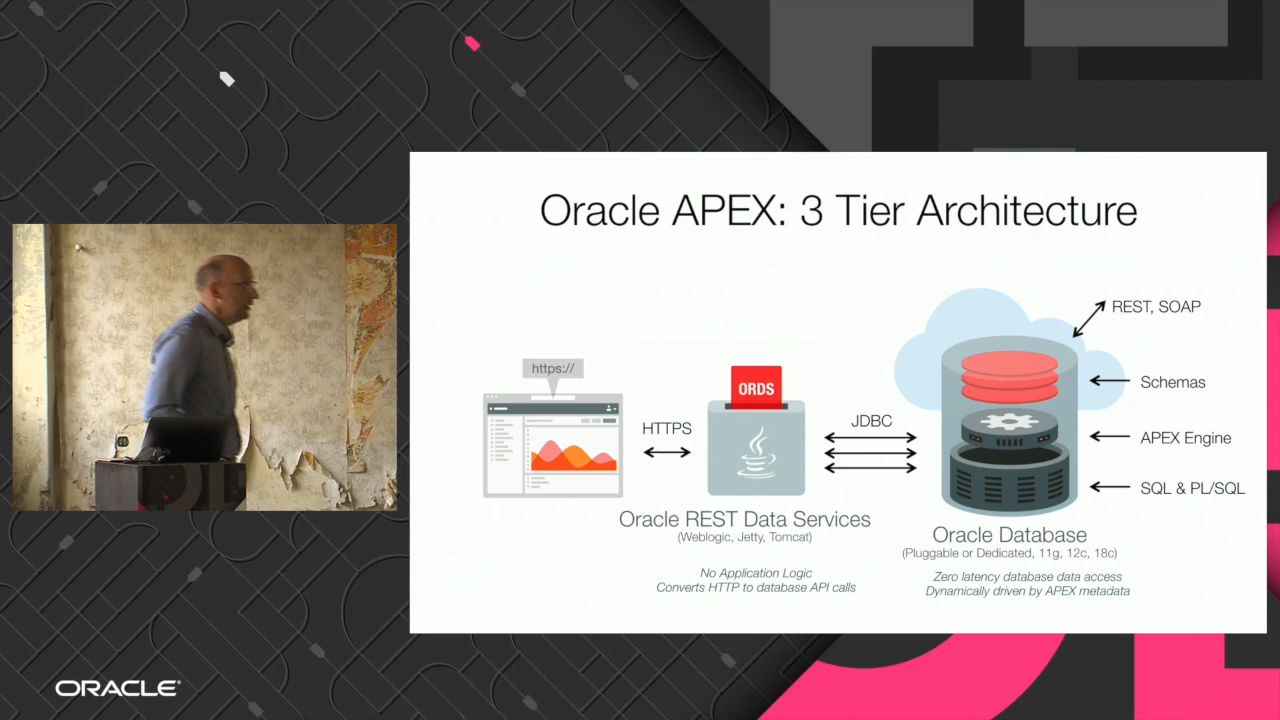 Oracle APEX: 3 Tier Architecture
REST, SOAP
https://
ORDS
Schemas
HTTPS
JDBC
APEX Engine
SQL & PL/SQL
Oracle REST Data Services
(Weblogic, Jetty, Tomcat)
No Application Logic
Converts HTTP to database API calls
Oracle Database
(Pluggable or Dedicated, 11g, 12c, 18c)
Zero latency database data access
Dynamically driven by APEX metadata
ORACLE®